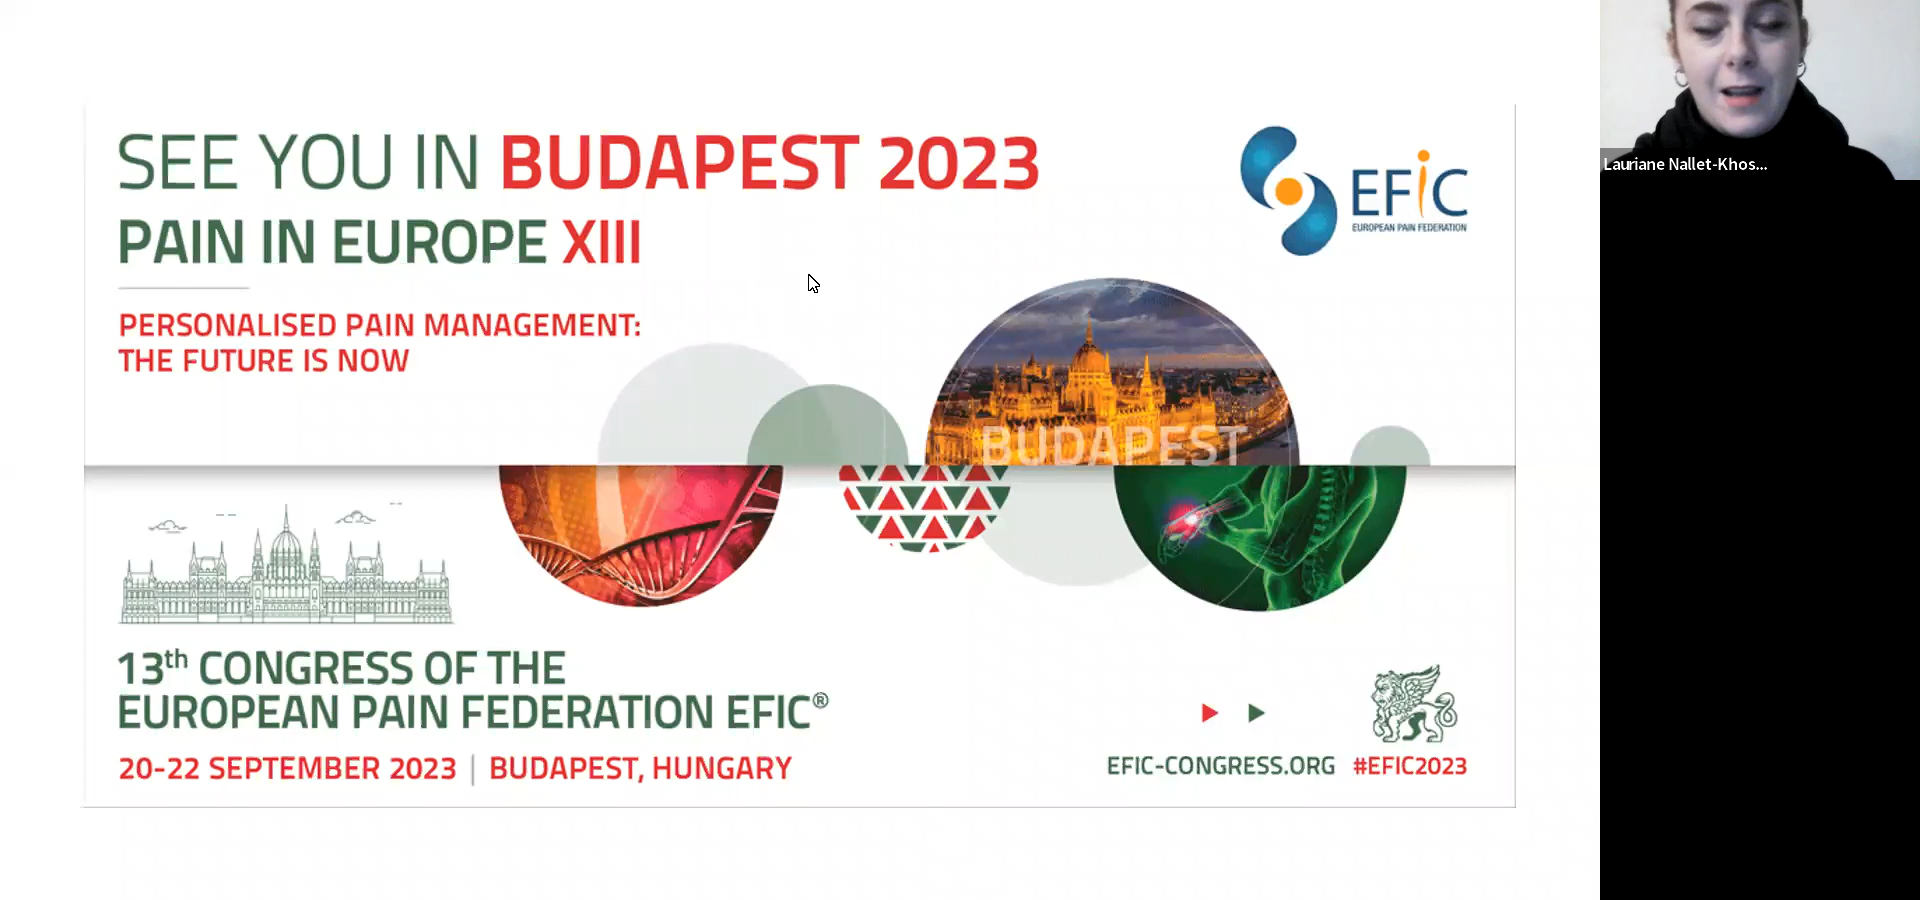 SEE YOU IN BUDAPEST 2023
PAIN IN EUROPE XIII
PERSONALISED PAIN MANAGEMENT:
THE FUTURE IS NOW
EFIC
EUROPEAN PAIN FEDERATION
BUDAPEST
13th CONGRESS OF THE
EUROPEAN PAIN FEDERATION EFIC®
20-22 SEPTEMBER 2023 | BUDAPEST, HUNGARY
EFIC-CONGRESS.ORG #EFIC2023
Lauriane Nallet-Khos...